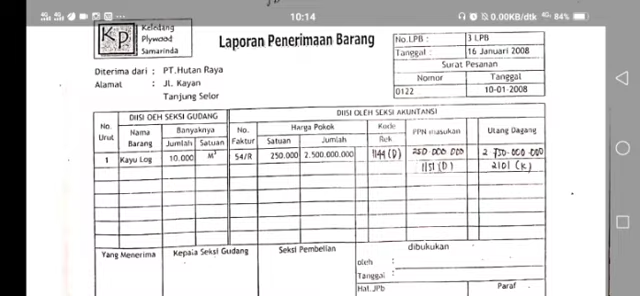 10:14
0.00KB/dtk 4G 84%
Kelinting
Plywood
Samarinda
KP
Laporan Penerimaan Barang
No.LPB : 3 LPB
Tanggal : 16 Januari 2008
Surat Pesanan
Nomor Tanggal
0122 10-01-2008
Diterima dari : PT.Hutan Raya
Alamat : Jl. Kayan
Tanjung Selor
DIISI OEH SEKSI GUDANG DIISI OLEH SEKSI AKUNTANSI
No. Urut Nama Barang Banyaknya Jumlah Satuan No. Faktur Harga Pokok Satuan Jumlah Kode Rek PPN masukan Utang Dagang
1 Kayu Log 10.000 M³ 54/R 250.000 2.500.000.000 1144 (D) 250 000 000 2 750.000.000
1151 (D) 2101 (K)
Yang Menerima Kepala Seksi Gudang Seksi Pembelian dibukukan
oleh :
Tanggal :
Hal. JPb Paraf